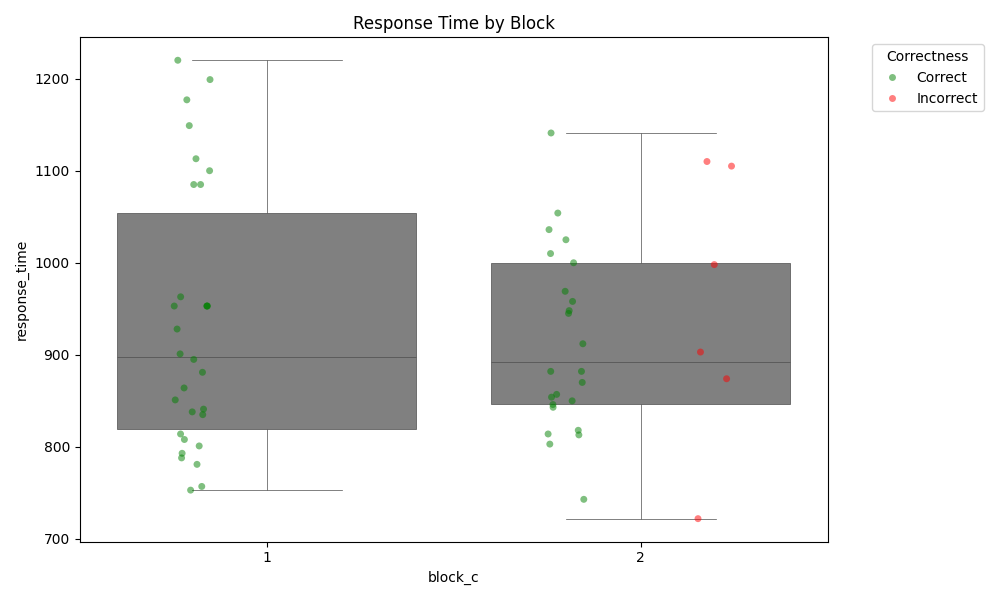 Response Time by Block
Correctness
Correct
Incorrect
response_time
1200
1100
1000
900
800
700
1
2
block_c